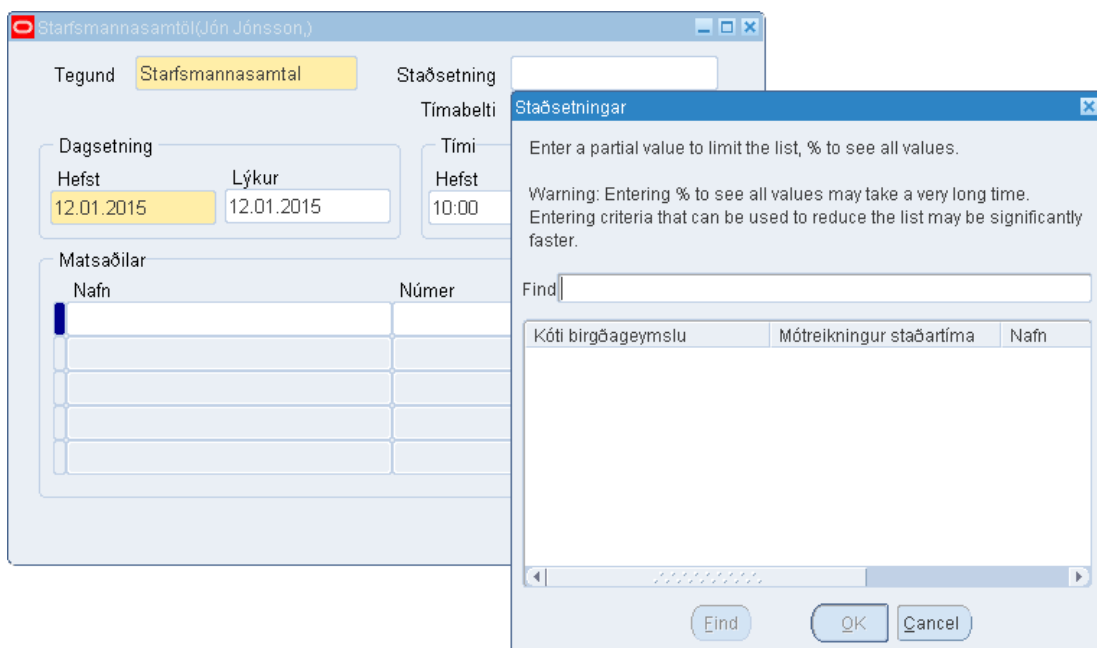 Starfsmannasamtöl(Jón Jónsson,)
Tegund Starfsmannasamtal Staðsetning
Tímabelti
Dagsetning Tími
Hefst Lýkur Hefst
12.01.2015 12.01.2015 10:00
Matsaðilar
Nafn Númer
Staðsetningar
Enter a partial value to limit the list, % to see all values.
Warning: Entering % to see all values may take a very long time.
Entering criteria that can be used to reduce the list may be significantly
faster.
Find
Kóti birgðageymslu Mótreikningur staðartíma Nafn
Find OK Cancel